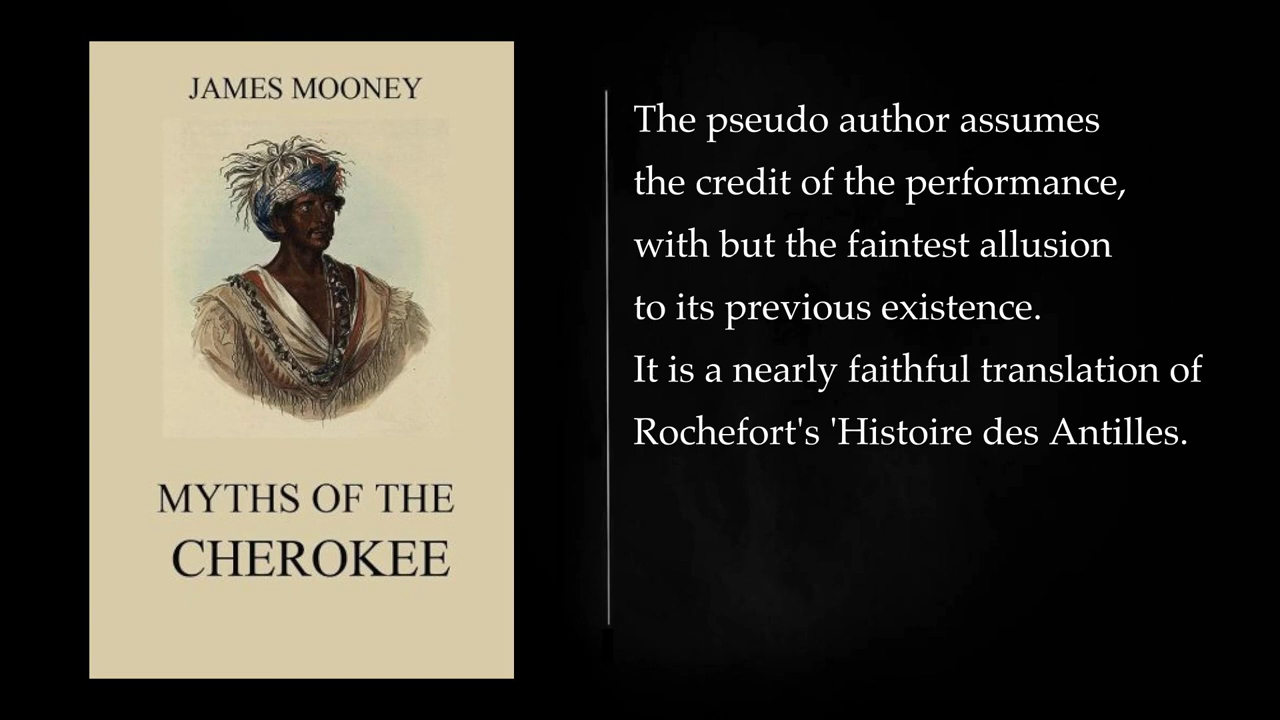 JAMES MOONEY
MYTHS OF THE
CHEROKEE
The pseudo author assumes
the credit of the performance,
with but the faintest allusion
to its previous existence.
It is a nearly faithful translation of
Rochefort's 'Histoire des Antilles.